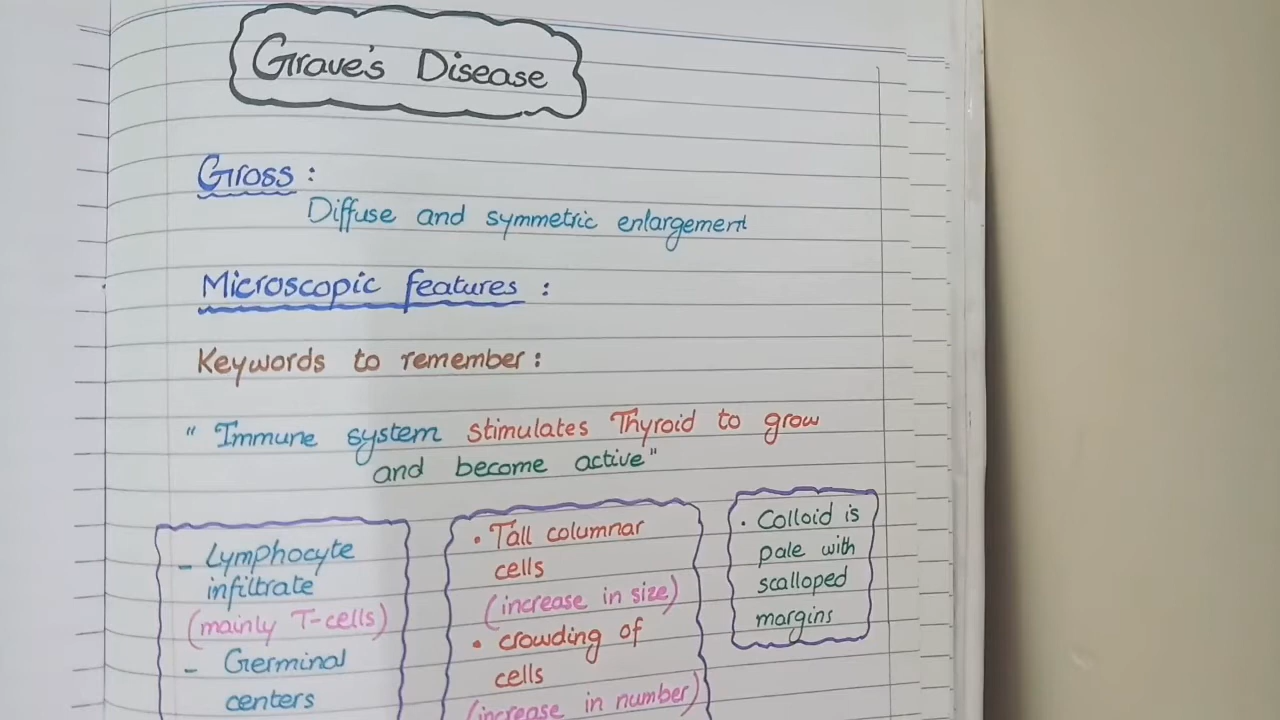 Grave's Disease
Gross :
Diffuse and symmetric enlargement
Microscopic features :
Keywords to remember :
" Immune system stimulates Thyroid to grow
and become active"
- Lymphocyte
infiltrate
(mainly T-cells)
- Germinal
centers
• Tall columnar
cells
(increase in size)
• crowding of
cells
(increase in number)
• Colloid is
pale with
scalloped
margins